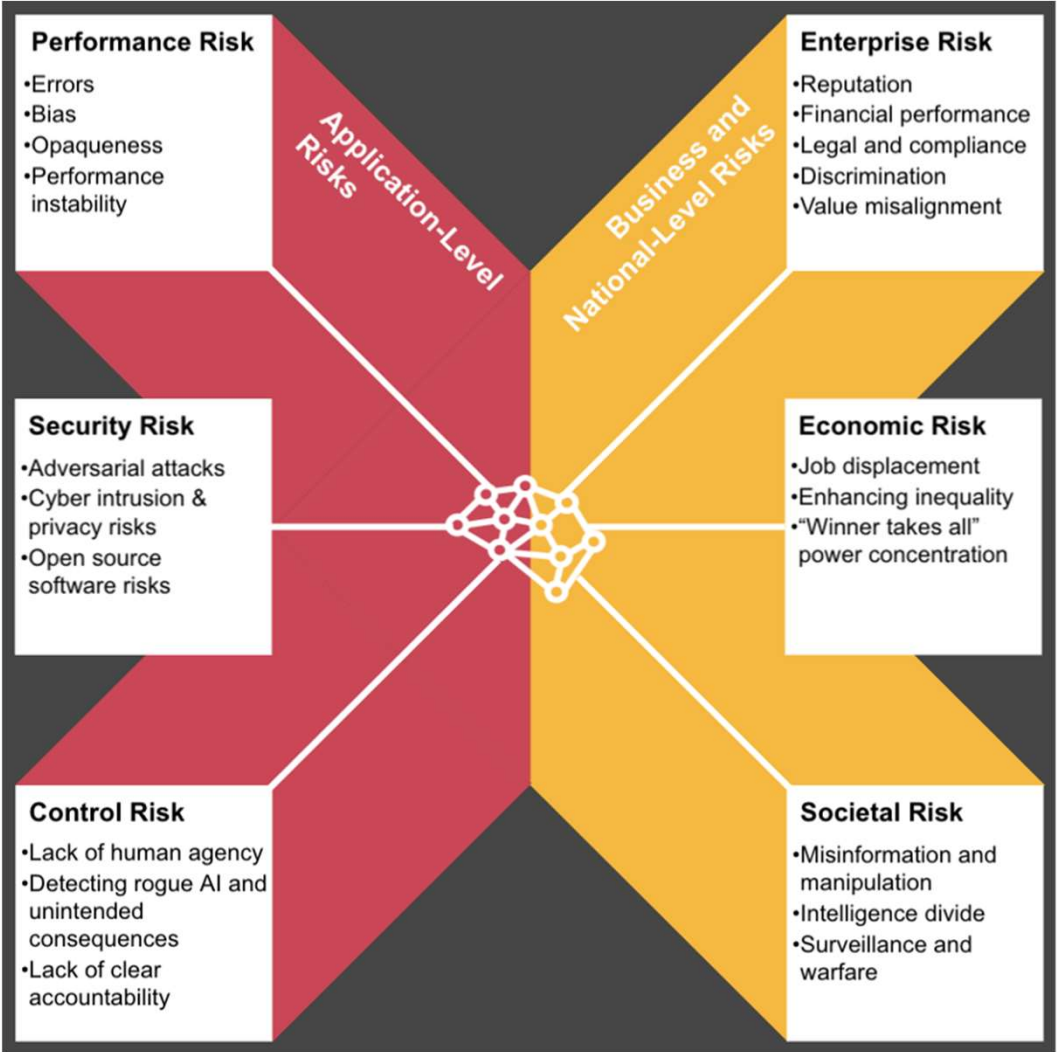 Performance Risk
•Errors
•Bias
•Opaqueness
•Performance
instability
Application-Level
Risks
Business and
National-Level Risks
Enterprise Risk
•Reputation
•Financial performance
•Legal and compliance
•Discrimination
•Value misalignment
Security Risk
•Adversarial attacks
•Cyber intrusion &
privacy risks
•Open source
software risks
Economic Risk
•Job displacement
•Enhancing inequality
•“Winner takes all”
power concentration
Control Risk
•Lack of human agency
•Detecting rogue AI and
unintended
consequences
•Lack of clear
accountability
Societal Risk
•Misinformation and
manipulation
•Intelligence divide
•Surveillance and
warfare